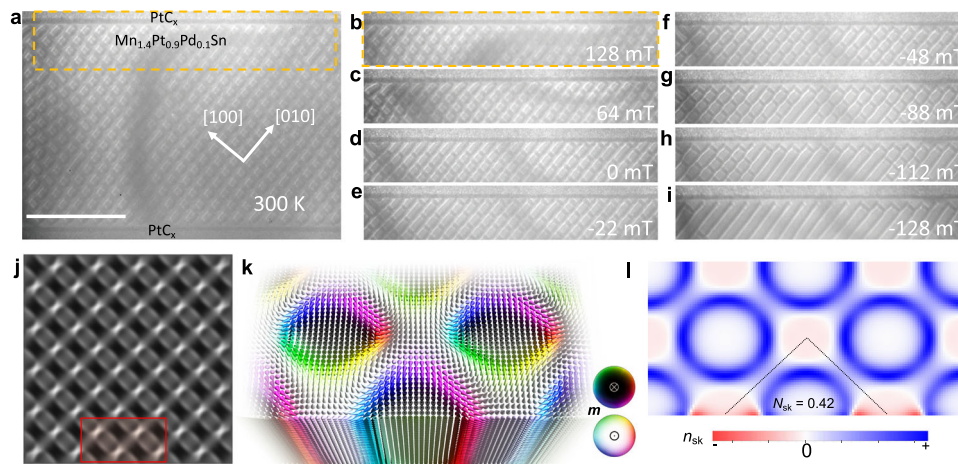 a
PtCₓ
Mn₁.₄Pt₀.₉Pd₀.₁Sn
[100]
[010]
300 K
PtCₓ
b
128 mT
c
64 mT
d
0 mT
e
-22 mT
f
-48 mT
g
-88 mT
h
-112 mT
i
-128 mT
j
k
m
l
Nsk = 0.42
nsk
-
0
+